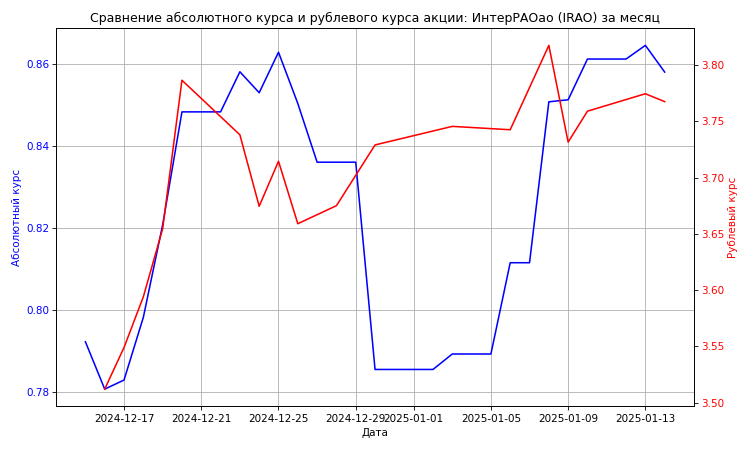 Сравнение абсолютного курса и рублевого курса акции: ИнтерРАОао (IRAO) за месяц
0.86
0.84
0.82
0.80
0.78
Абсолютный курс
3.80
3.75
3.70
3.65
3.60
3.55
3.50
Рублевый курс
2024-12-17 2024-12-21 2024-12-25 2024-12-29 2025-01-01 2025-01-05 2025-01-09 2025-01-13
Дата